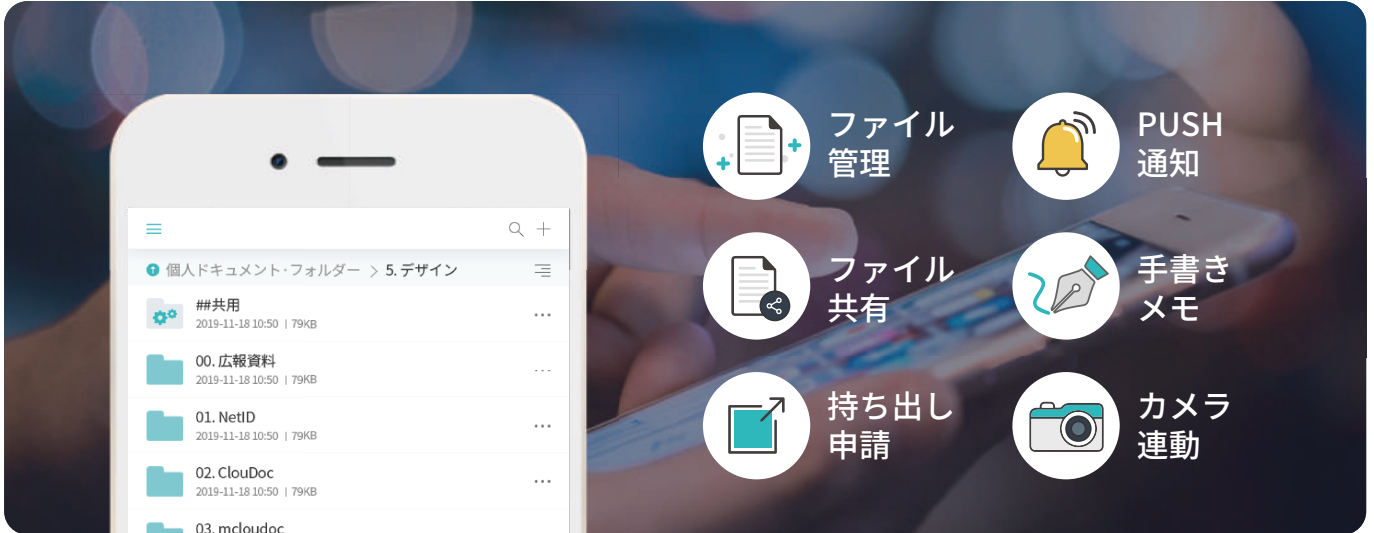 個人ドキュメント·フォルダー > 5. デザイン
##共用
2019-11-18 10:50 | 79KB
00. 広報資料
2019-11-18 10:50 | 79KB
01. NetID
2019-11-18 10:50 | 79KB
02. ClouDoc
2019-11-18 10:50 | 79KB
03. mcloudoc
ファイル
管理
PUSH
通知
ファイル
共有
手書き
メモ
持ち出し
申請
カメラ
連動